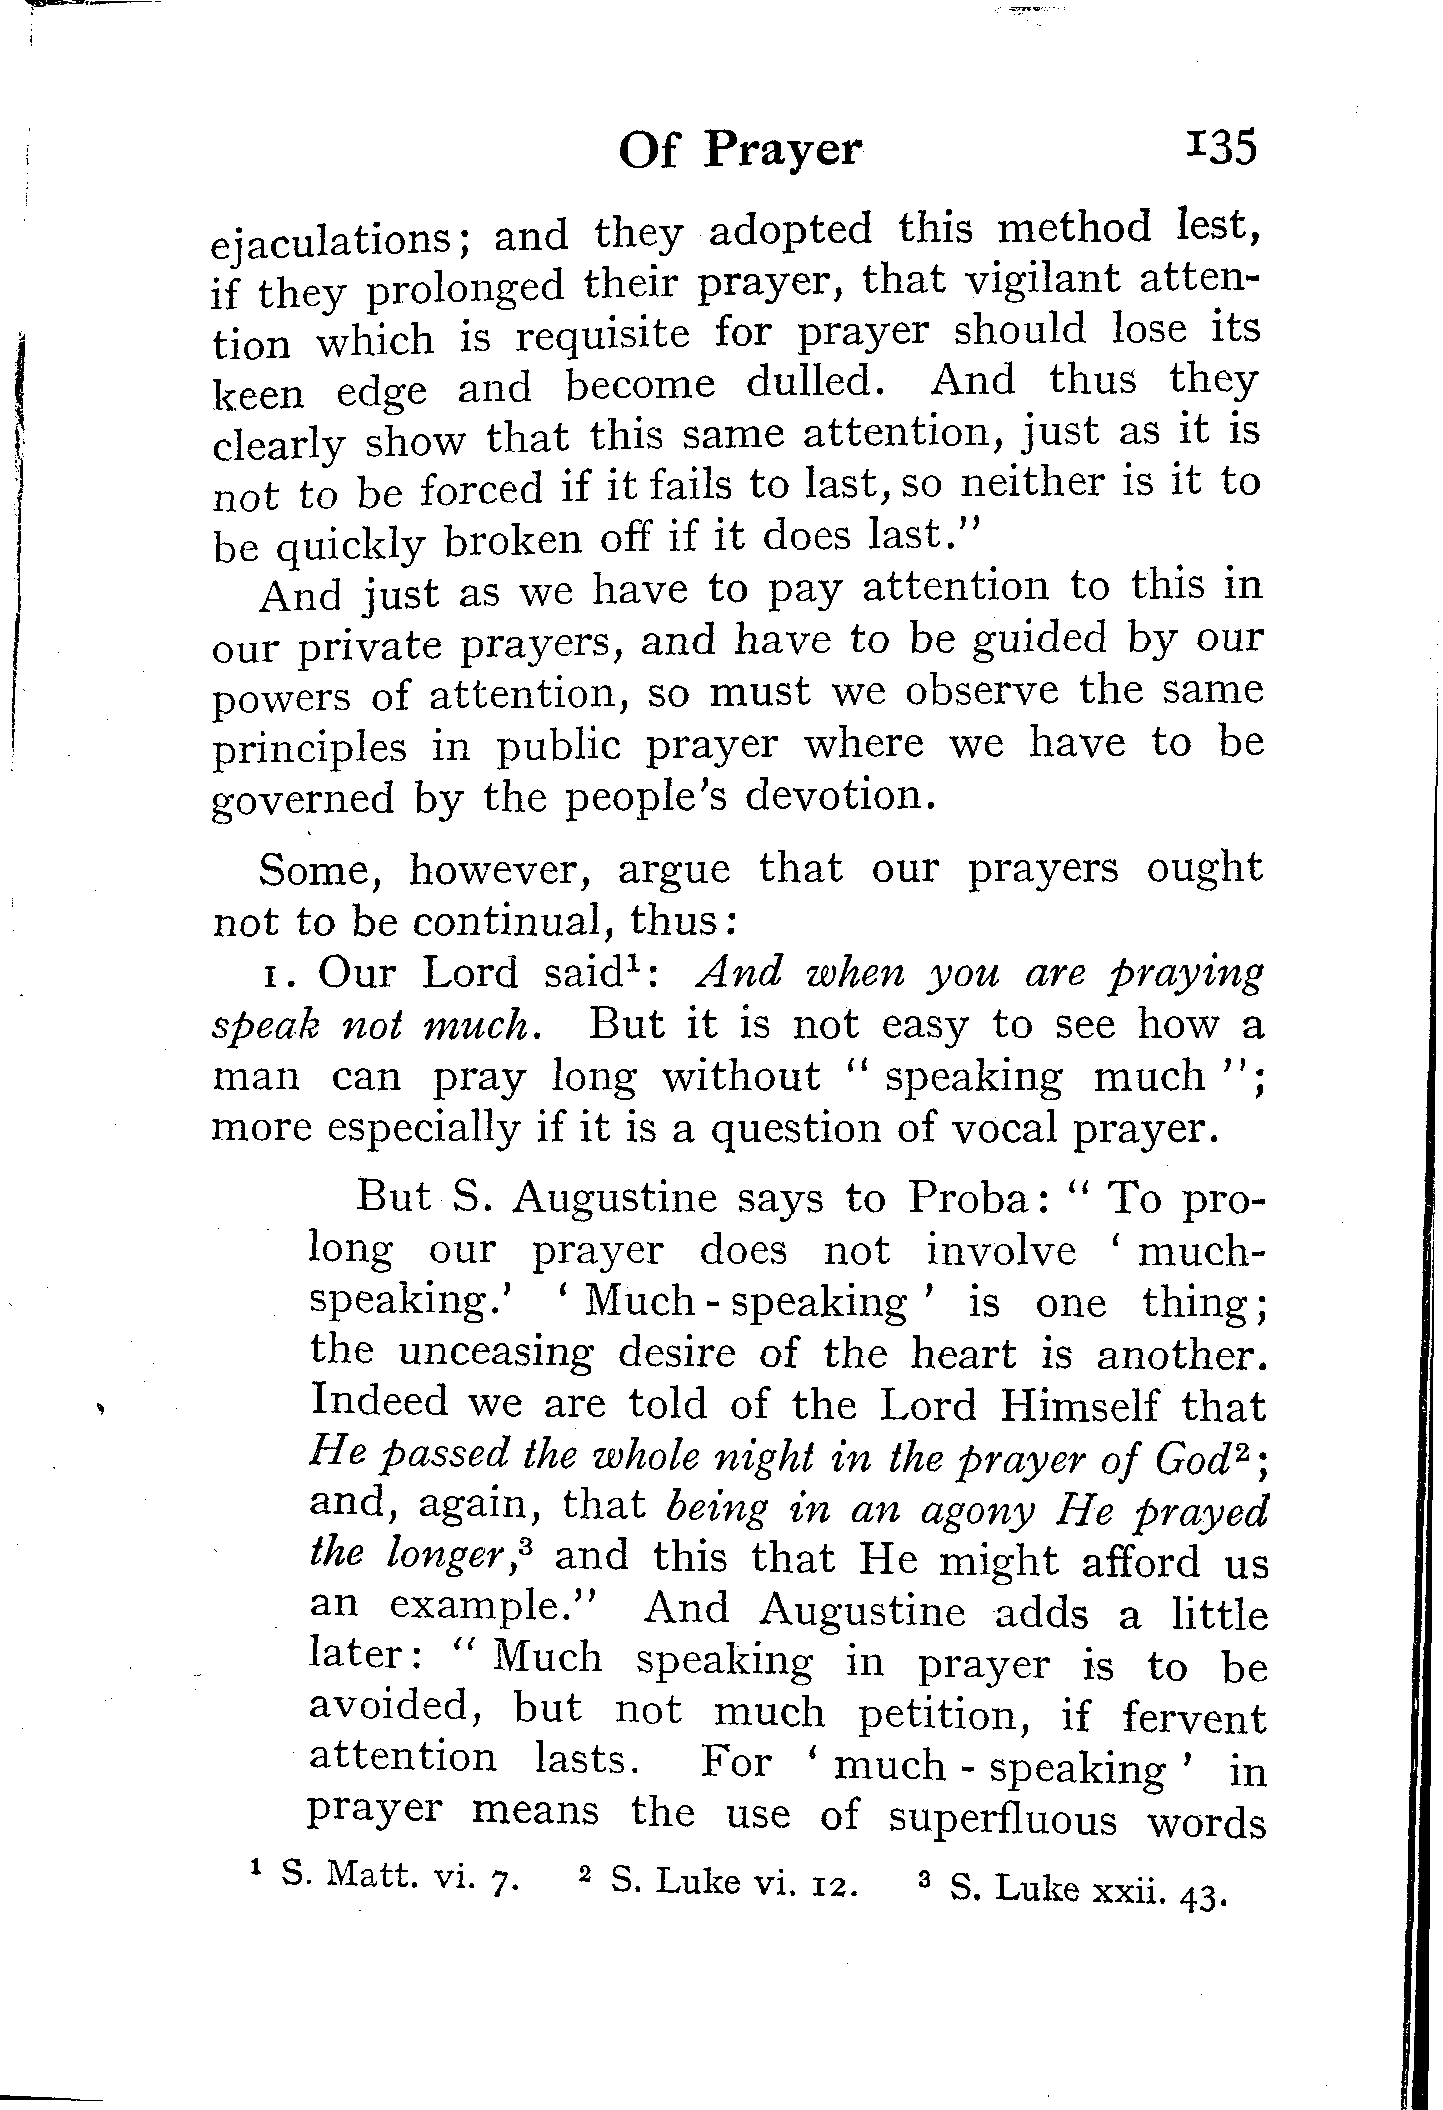 Of Prayer 135
ejaculations; and they adopted this method lest,
if they prolonged their prayer, that vigilant atten-
tion which is requisite for prayer should lose its
keen edge and become dulled. And thus they
clearly show that this same attention, just as it is
not to be forced if it fails to last, so neither is it to
be quickly broken off if it does last."
And just as we have to pay attention to this in
our private prayers, and have to be guided by our
powers of attention, so must we observe the same
principles in public prayer where we have to be
governed by the people's devotion.
Some, however, argue that our prayers ought
not to be continual, thus:
1. Our Lord said¹: And when you are praying
speak not much. But it is not easy to see how a
man can pray long without " speaking much ";
more especially if it is a question of vocal prayer.
But S. Augustine says to Proba: " To pro-
long our prayer does not involve ' much-
speaking.' ' Much-speaking ' is one thing;
the unceasing desire of the heart is another.
Indeed we are told of the Lord Himself that
He passed the whole night in the prayer of God²;
and, again, that being in an agony He prayed
the longer,³ and this that He might afford us
an example." And Augustine adds a little
later: " Much speaking in prayer is to be
avoided, but not much petition, if fervent
attention lasts. For ' much-speaking ' in
prayer means the use of superfluous words
¹ S. Matt. vi. 7. ² S. Luke vi. 12. ³ S. Luke xxii. 43.